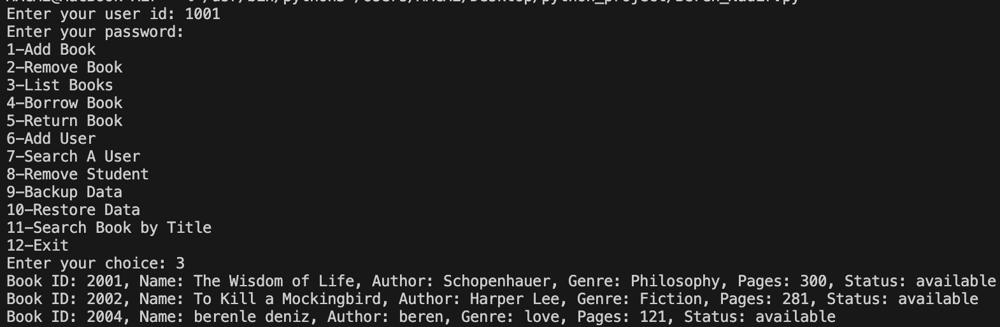 Enter your user id: 1001
Enter your password:
1-Add Book
2-Remove Book
3-List Books
4-Borrow Book
5-Return Book
6-Add User
7-Search A User
8-Remove Student
9-Backup Data
10-Restore Data
11-Search Book by Title
12-Exit
Enter your choice: 3
Book ID: 2001, Name: The Wisdom of Life, Author: Schopenhauer, Genre: Philosophy, Pages: 300, Status: available
Book ID: 2002, Name: To Kill a Mockingbird, Author: Harper Lee, Genre: Fiction, Pages: 281, Status: available
Book ID: 2004, Name: berenle deniz, Author: beren, Genre: love, Pages: 121, Status: available